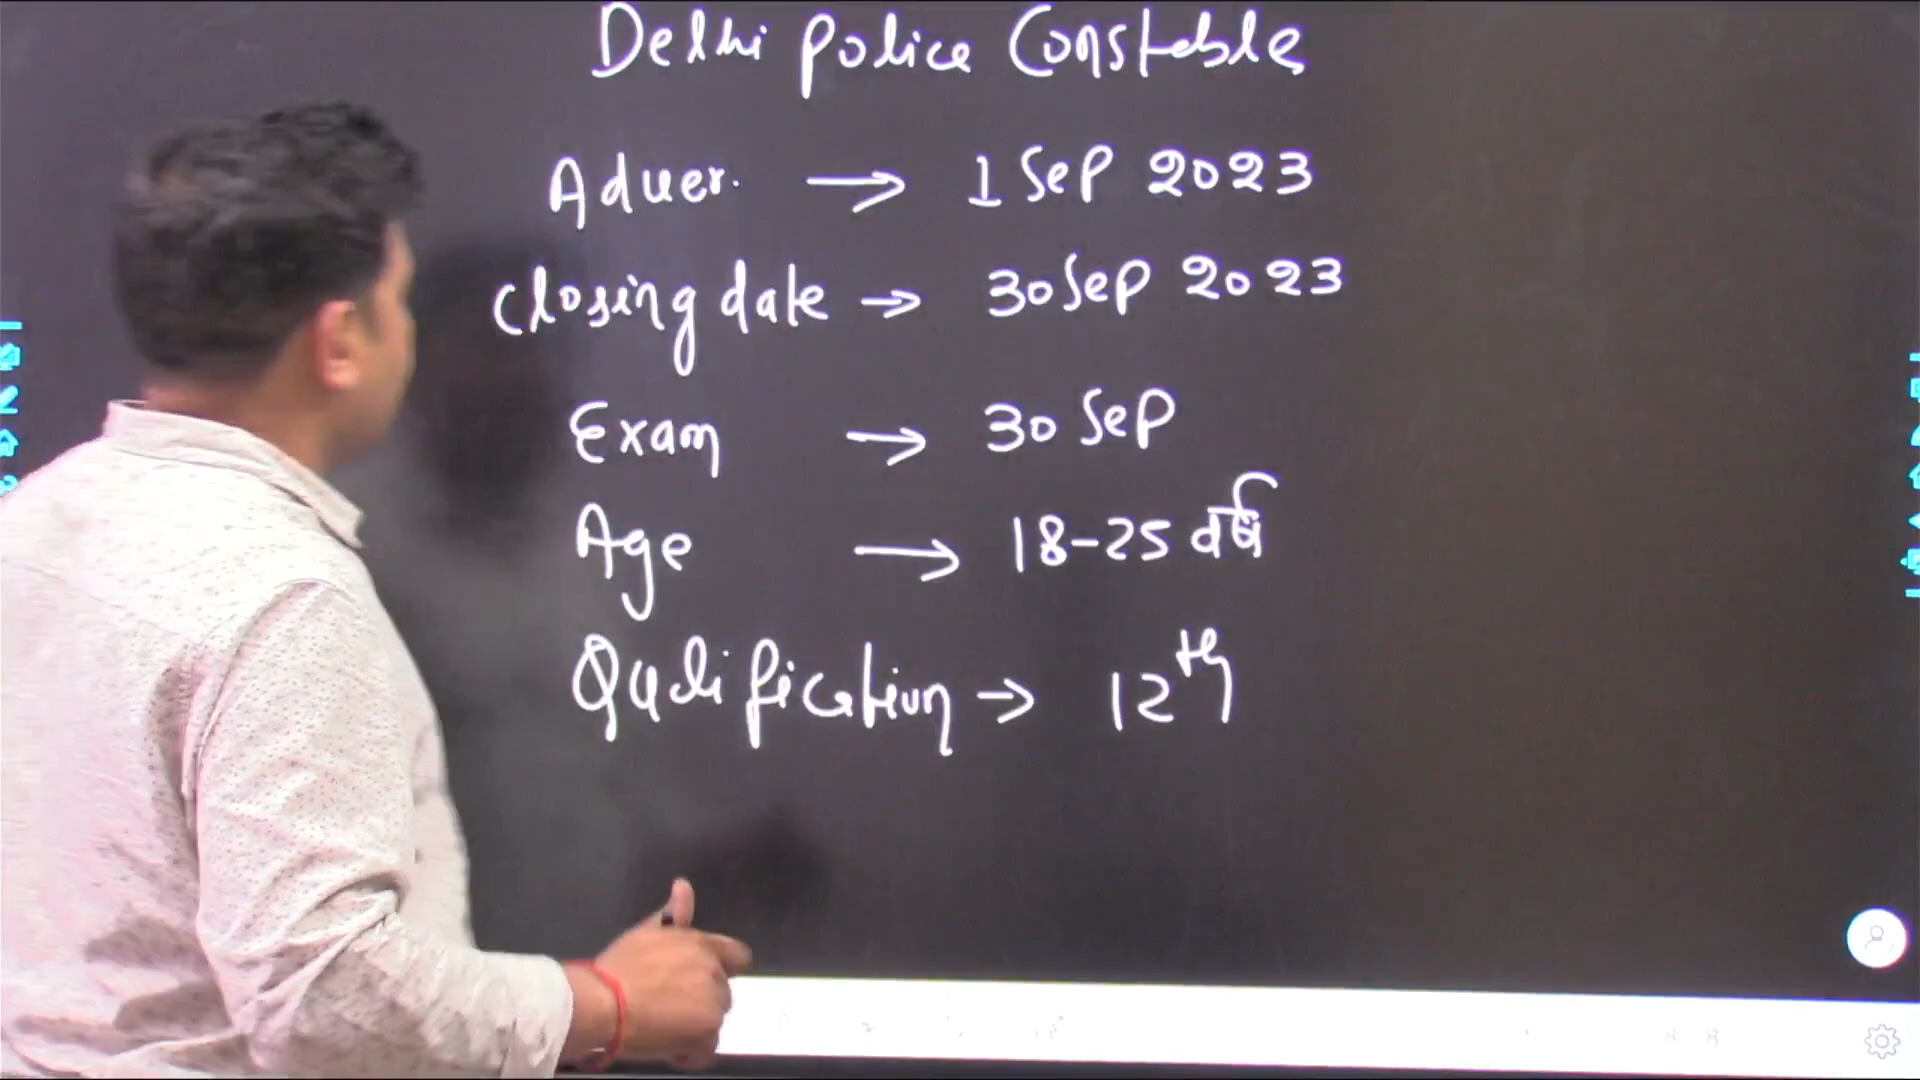 Delhi Police Constable
Adver. → 1 Sep 2023
Closing date → 30 Sep 2023
Exam → 30 Sep
Age → 18-25 वर्ष
Qualification → 12th